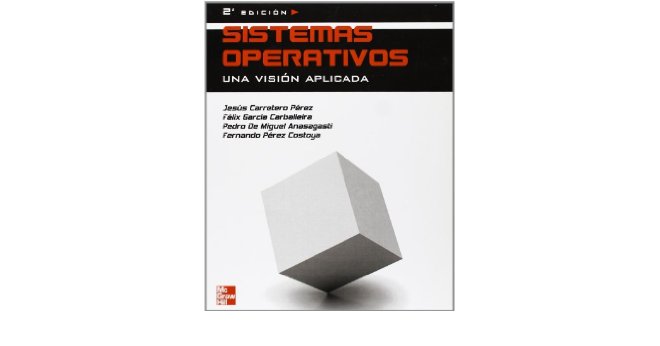 2ª EDICIÓN
SISTEMAS
OPERATIVOS
UNA VISIÓN APLICADA
Jesús Carretero Pérez
Félix García Carballeira
Pedro De Miguel Anasagasti
Fernando Pérez Costoya
Mc
Graw
Hill